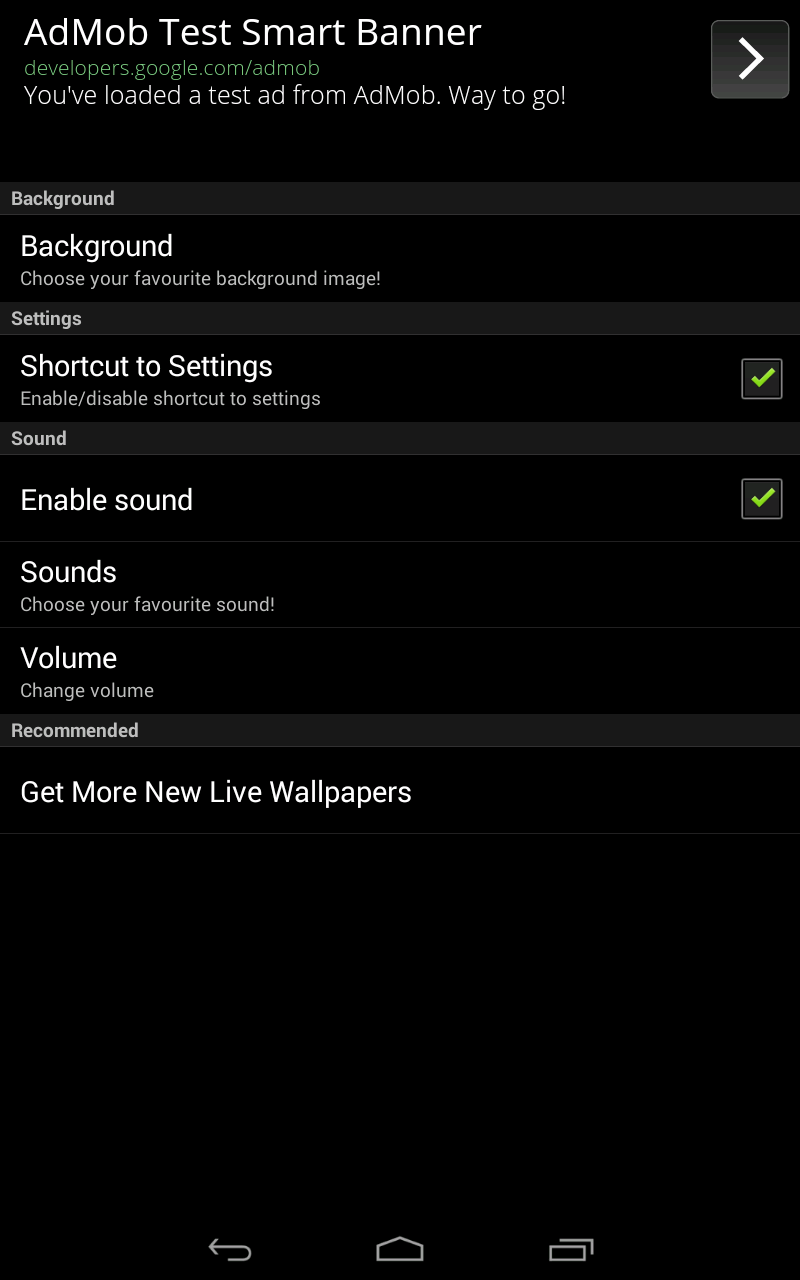 AdMob Test Smart Banner
developers.google.com/admob
You've loaded a test ad from AdMob. Way to go!
Background
Background
Choose your favourite background image!
Settings
Shortcut to Settings
Enable/disable shortcut to settings
Sound
Enable sound
Sounds
Choose your favourite sound!
Volume
Change volume
Recommended
Get More New Live Wallpapers